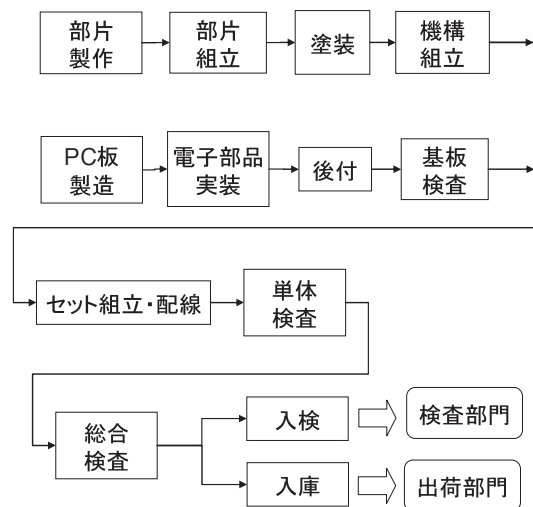 部片
製作
部片
組立
塗装
機構
組立
PC板
製造
電子部品
実装
後付
基板
検査
セット組立・配線
単体
検査
総合
検査
入検
検査部門
入庫
出荷部門